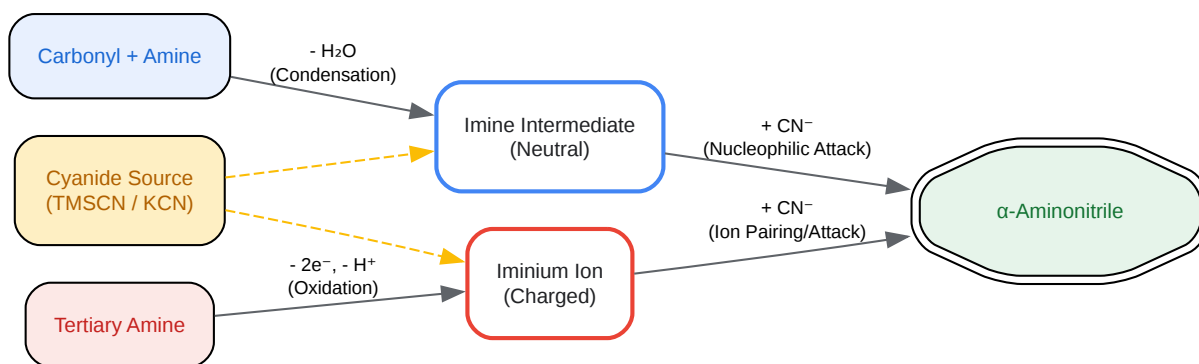 Carbonyl + Amine
- H₂O
(Condensation)
Imine Intermediate
(Neutral)
+ CN⁻
(Nucleophilic Attack)
Cyanide Source
(TMSCN / KCN)
α-Aminonitrile
+ CN⁻
(Ion Pairing/Attack)
- 2e⁻, - H⁺
(Oxidation)
Iminium Ion
(Charged)
Tertiary Amine